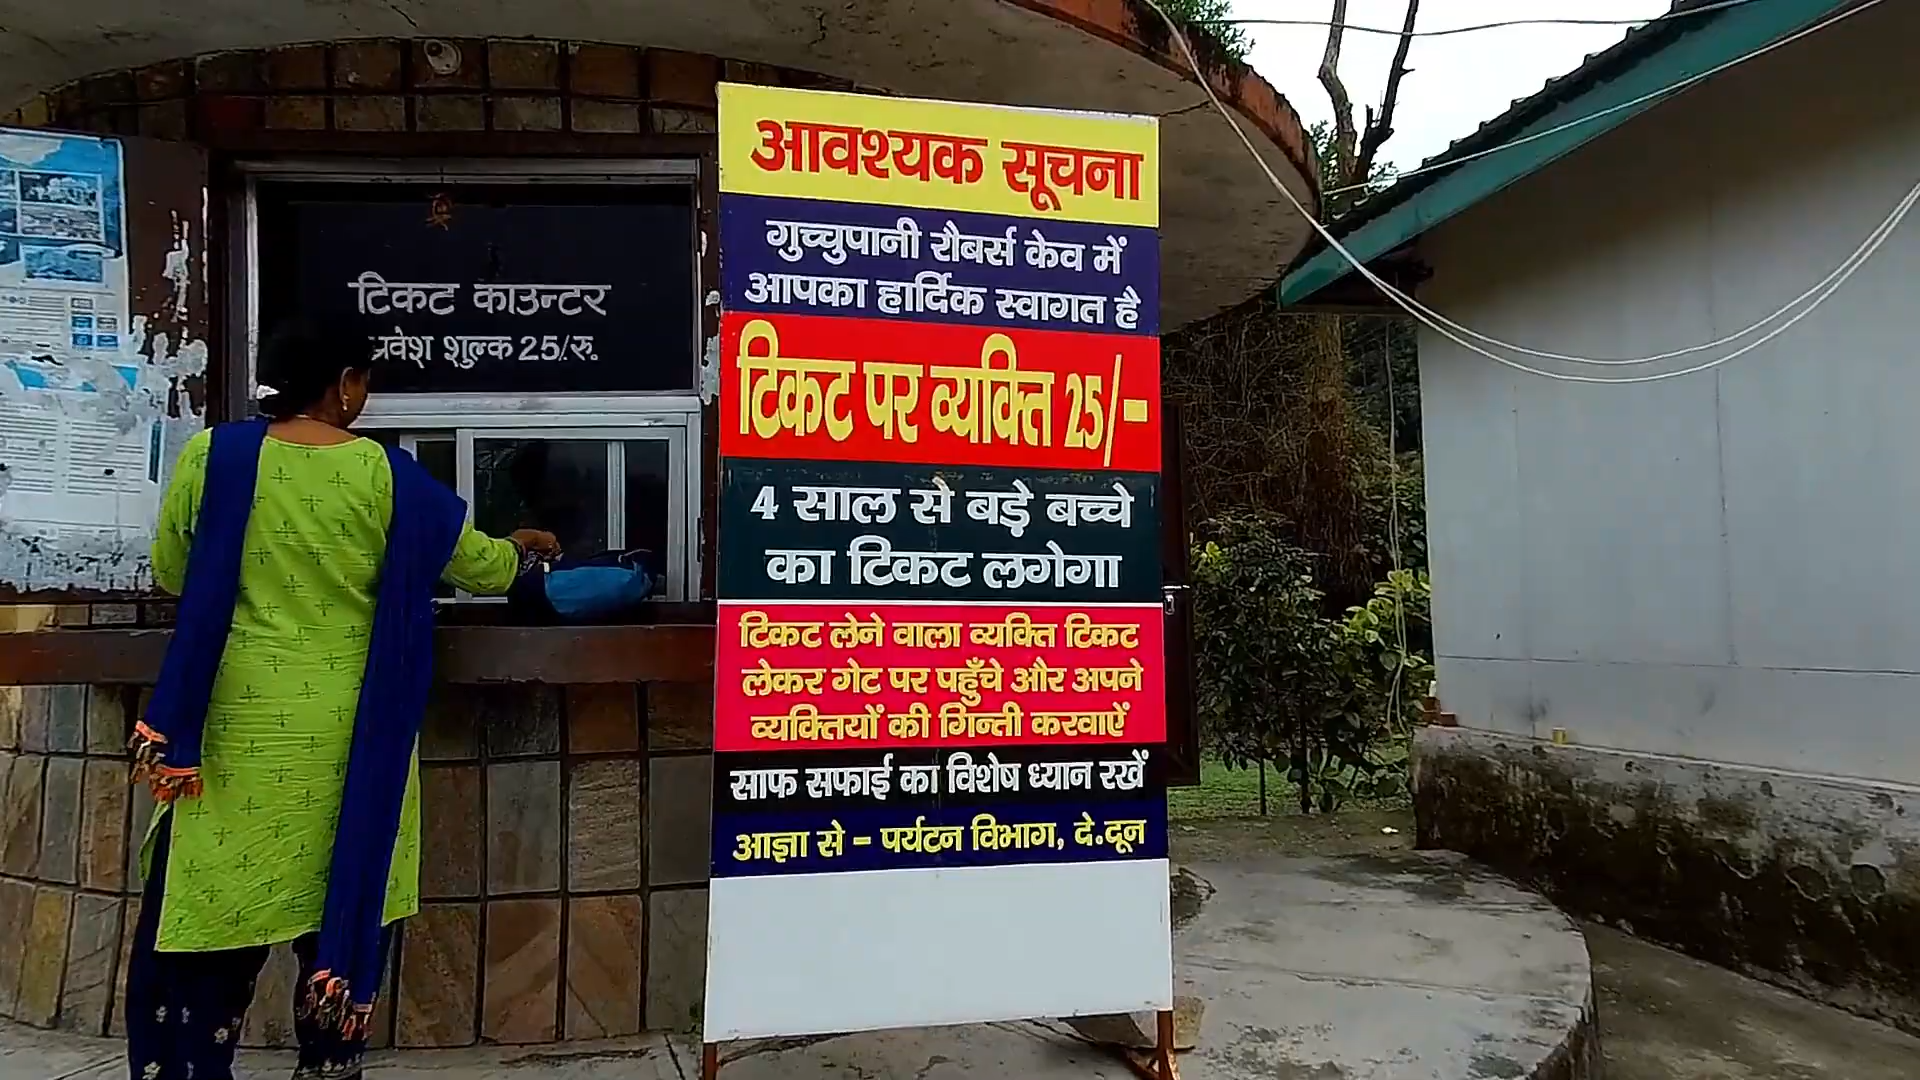 टिकट काउन्टर
प्रवेश शुल्क 25/.रु.
आवश्यक सूचना
गुच्चुपानी रौबर्स केव में
आपका हार्दिक स्वागत है
टिकट पर व्यक्ति 25/-
4 साल से बड़े बच्चे
का टिकट लगेगा
टिकट लेने वाला व्यक्ति टिकट
लेकर गेट पर पहुँचे और अपने
व्यक्तियों की गिन्ती करवाऐं
साफ सफाई का विशेष ध्यान रखें
आज्ञा से - पर्यटन विभाग, दे.दून